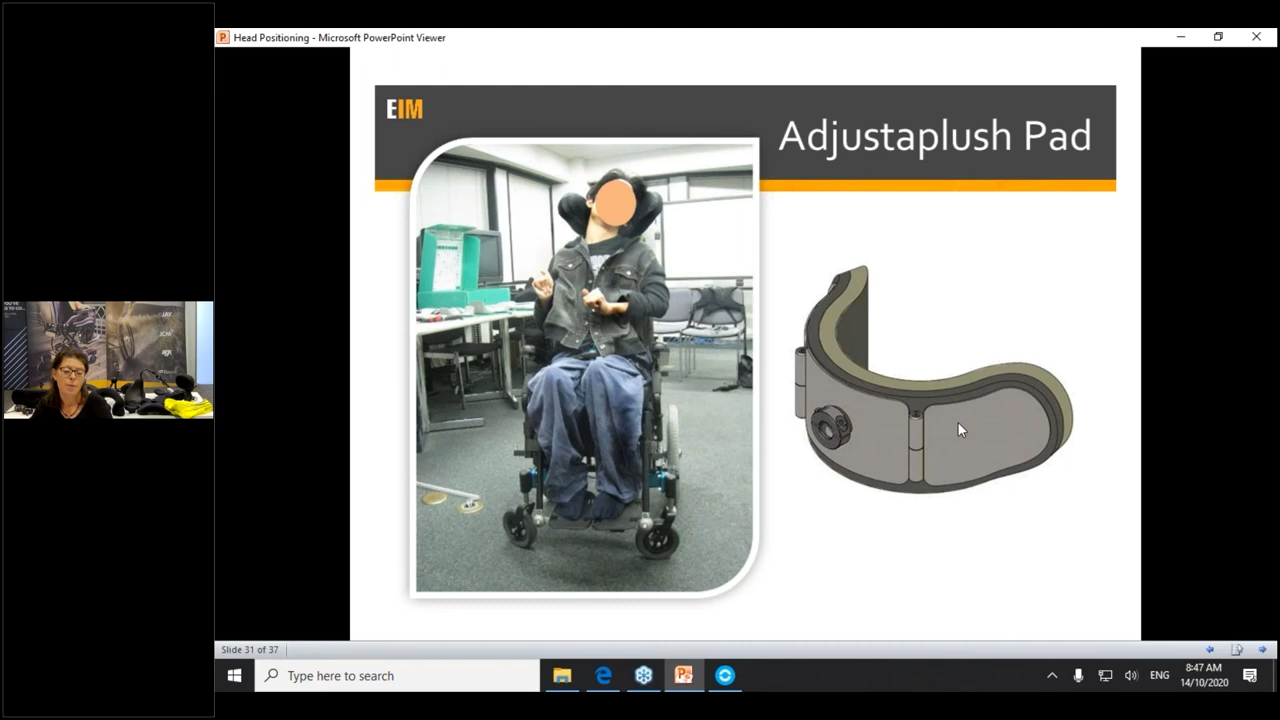 Head Positioning - Microsoft PowerPoint Viewer
EIM
Adjustaplush Pad
JAY
Slide 31 of 37
Type here to search
ENG
8:47 AM
14/10/2020